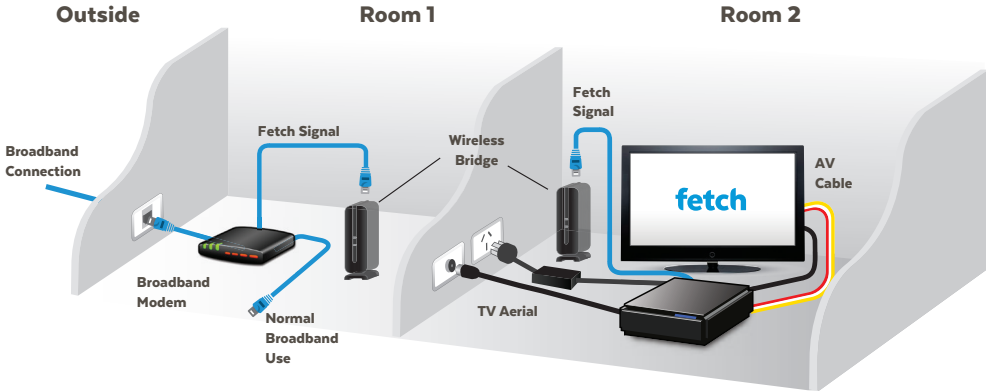 Outside
Room 1
Room 2
Fetch
Signal
Fetch Signal
Wireless
Bridge
Broadband
Connection
AV
Cable
fetch
Broadband
Modem
TV Aerial
Normal
Broadband
Use